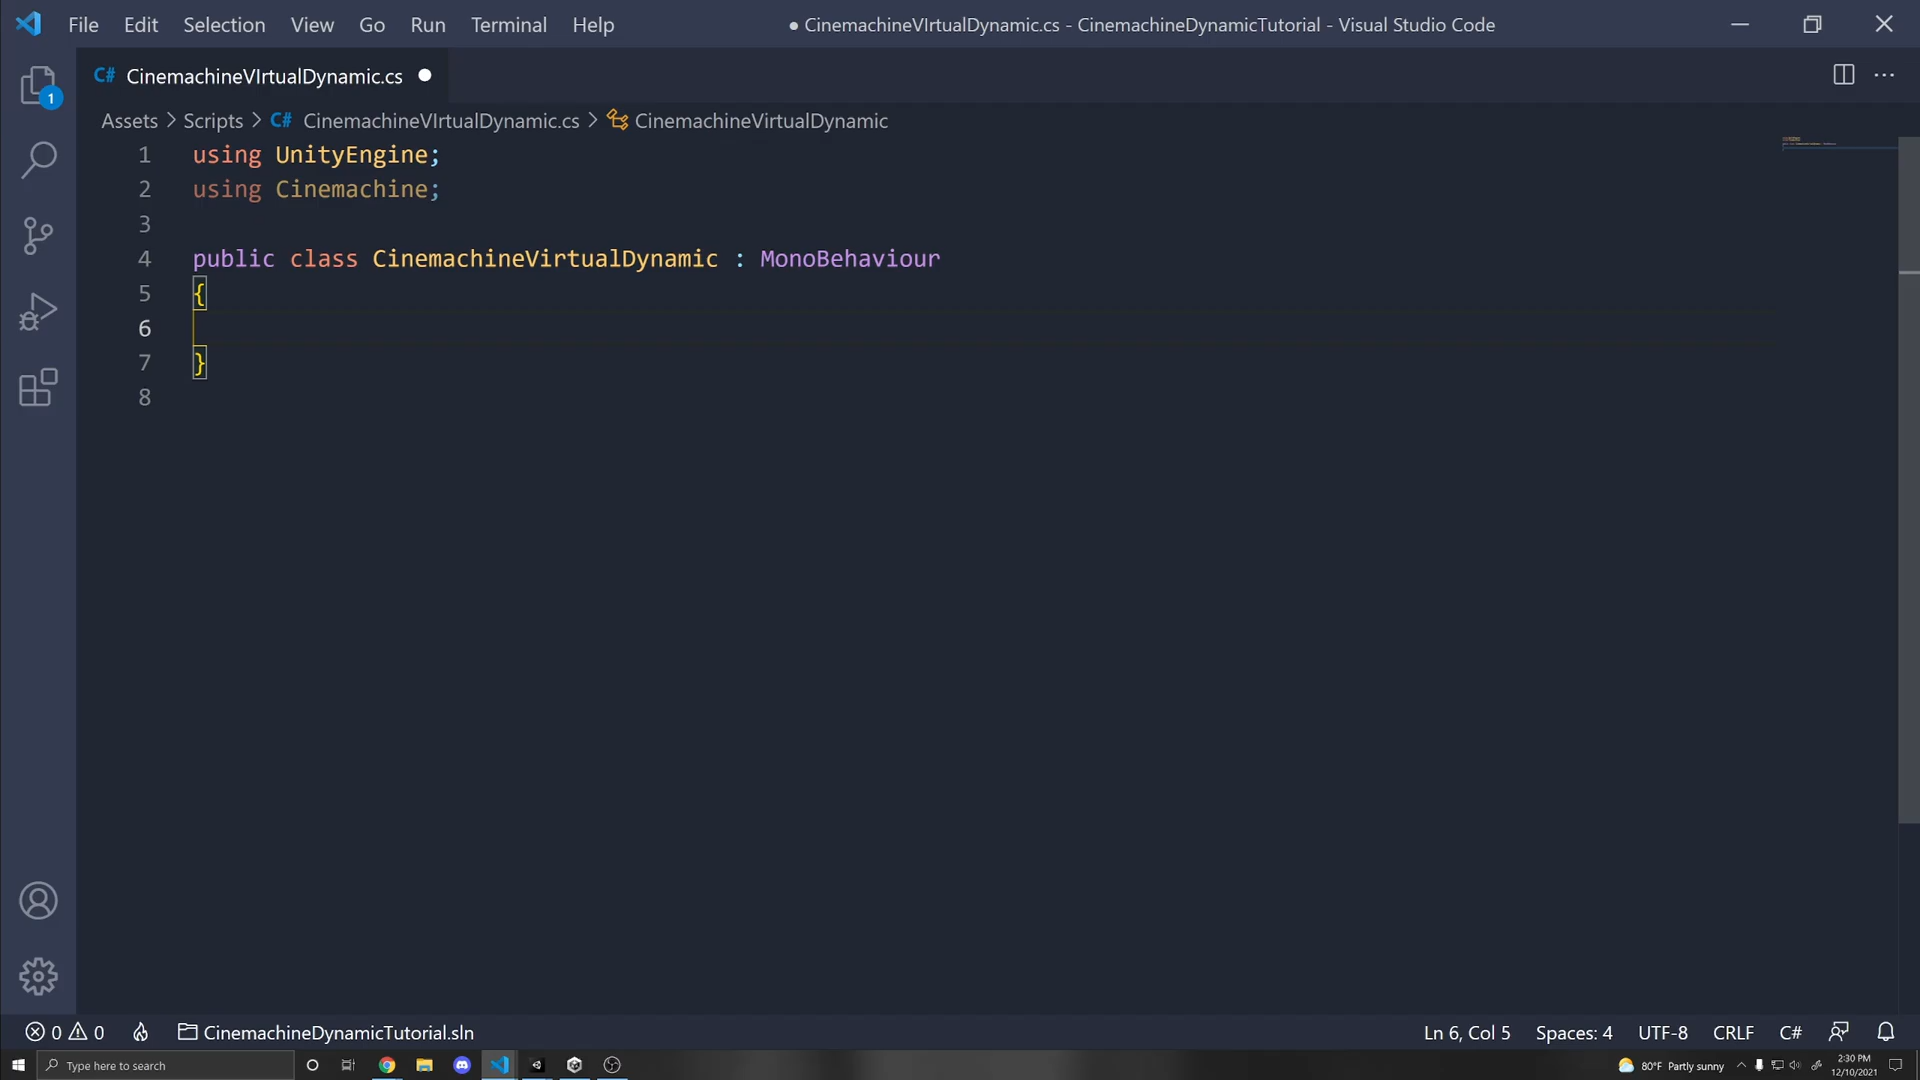 File Edit Selection View Go Run Terminal Help ● CinemachineVIrtualDynamic.cs - CinemachineDynamicTutorial - Visual Studio Code
C# CinemachineVIrtualDynamic.cs ●
1
Assets > Scripts > C# CinemachineVIrtualDynamic.cs > CinemachineVirtualDynamic
1 using UnityEngine;
2 using Cinemachine;
3
4 public class CinemachineVirtualDynamic : MonoBehaviour
5 {
6
7 }
8
0 0 CinemachineDynamicTutorial.sln Ln 6, Col 5 Spaces: 4 UTF-8 CRLF C#
Type here to search 80°F Partly sunny 2:30 PM
12/10/2021